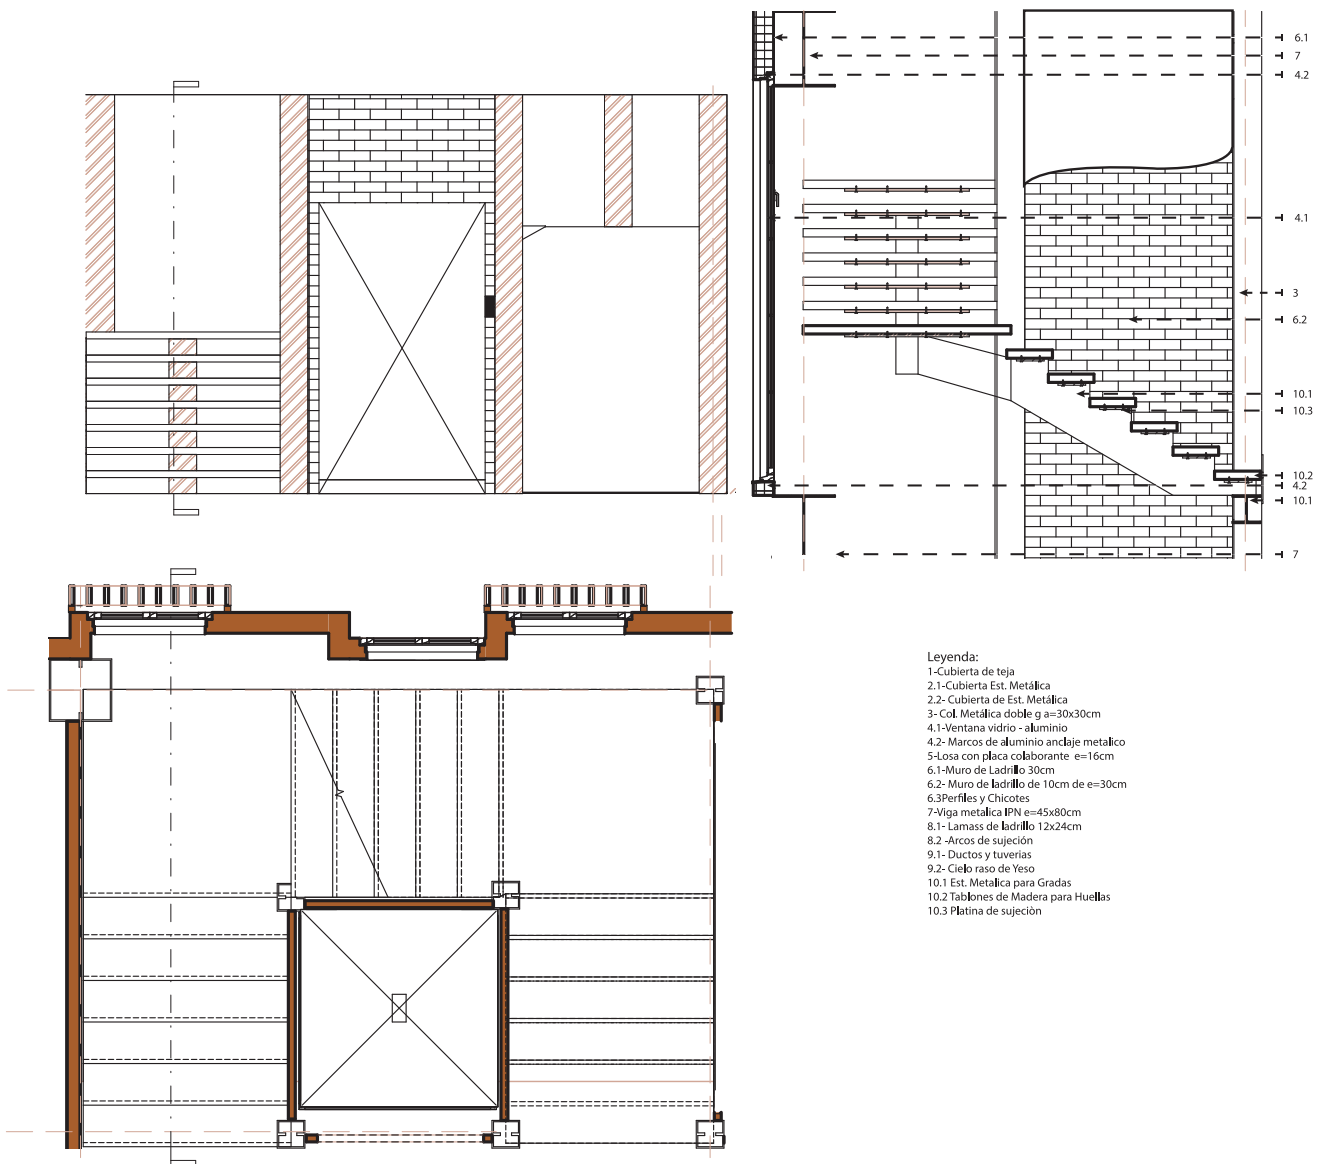 6.1
7
4.2
4.1
3
6.2
10.1
10.3
10.2
4.2
10.1
7
Leyenda:
1-Cubierta de teja
2.1-Cubierta Est. Metálica
2.2- Cubierta de Est. Metálica
3- Col. Metálica doble g a=30x30cm
4.1-Ventana vidrio - aluminio
4.2- Marcos de aluminio anclaje metalico
5-Losa con placa colaborante e=16cm
6.1-Muro de Ladrillo 30cm
6.2- Muro de ladrillo de 10cm de e=30cm
6.3Perfiles y Chicotes
7-Viga metalica IPN e=45x80cm
8.1- Lamass de ladrillo 12x24cm
8.2 -Arcos de sujeción
9.1- Ductos y tuverias
9.2- Cielo raso de Yeso
10.1 Est. Metalica para Gradas
10.2 Tablones de Madera para Huellas
10.3 Platina de sujeciòn